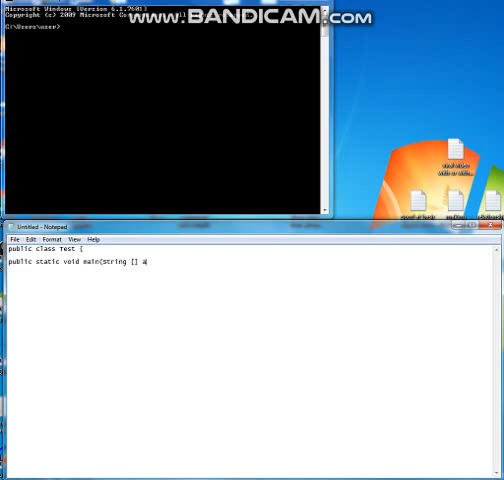 Microsoft Windows [Version 6.1.7601]
Copyright (c) 2009 Microsoft
www.BANDICAM.com
C:\Users\user>
Untitled - Notepad
File Edit Format View Help
public class Test {
public static void main(String [] a